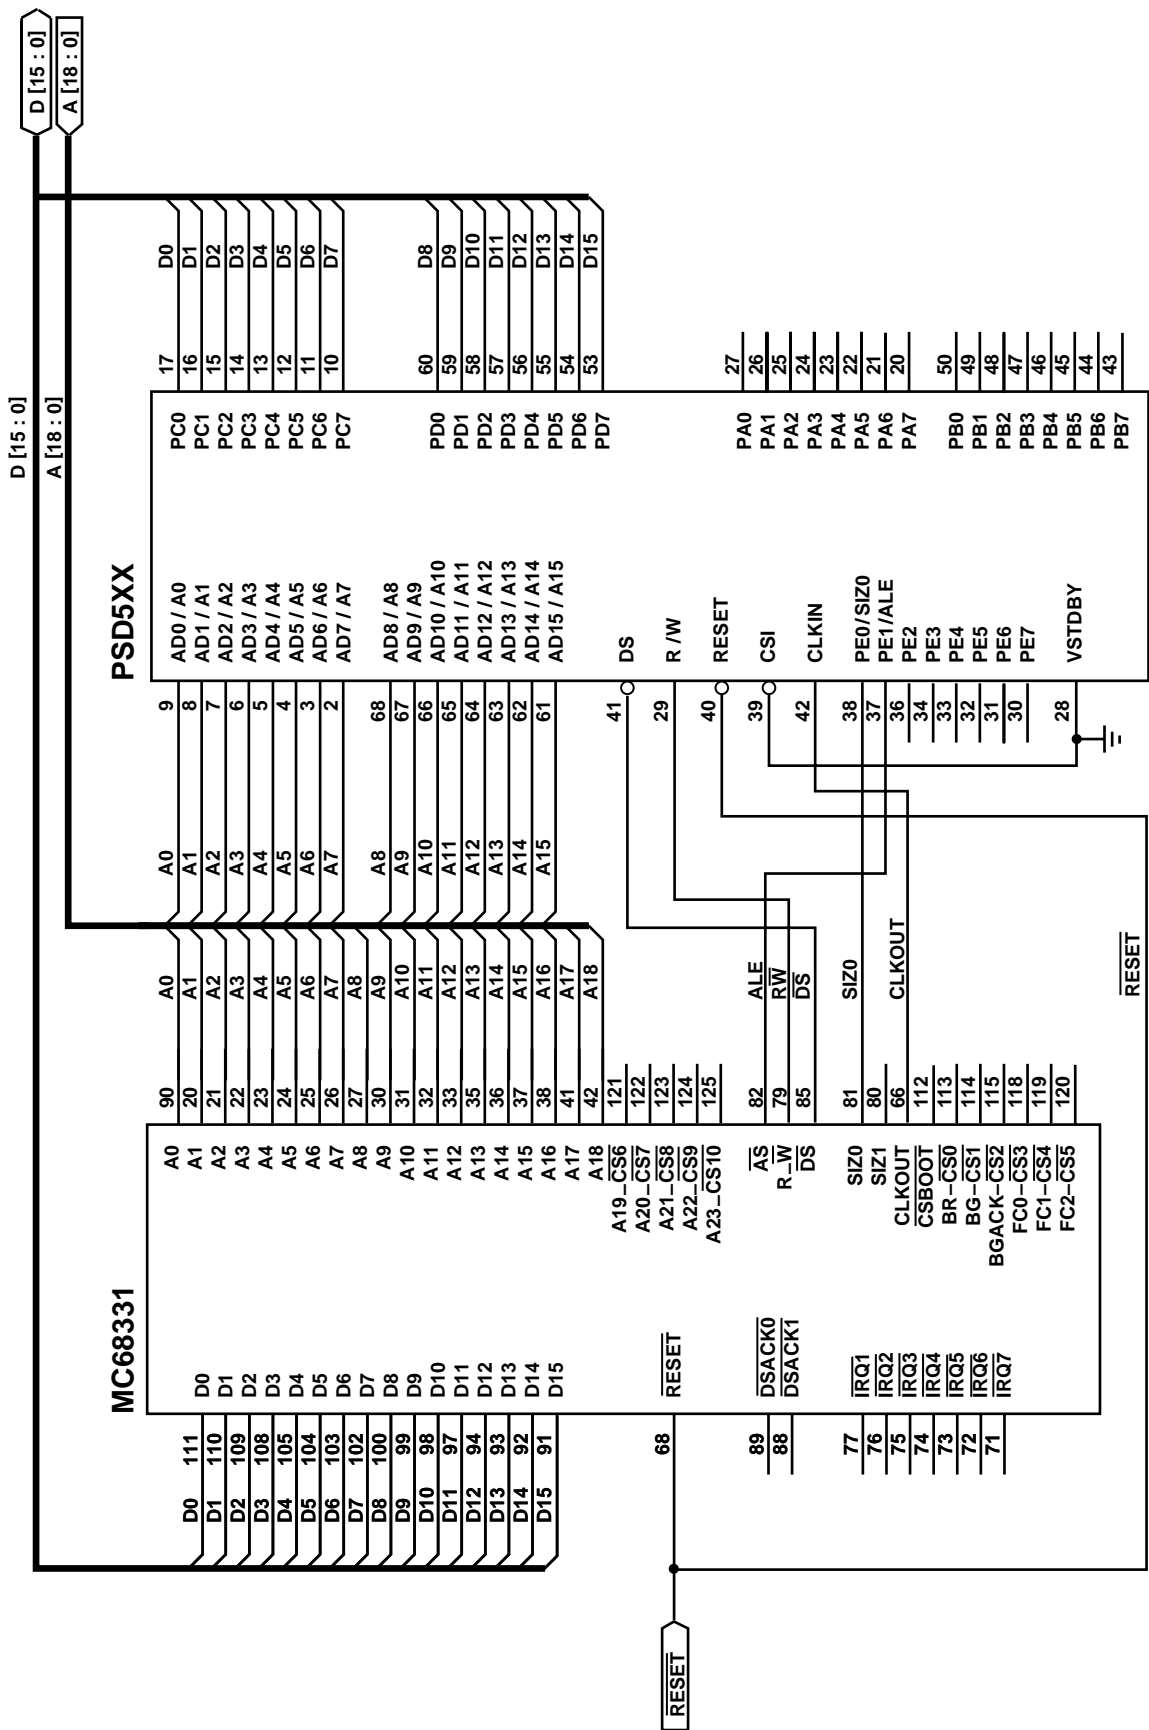 D [15 : 0]
A [18 : 0]
D [15 : 0]
A [18 : 0]
MC68331
D0 111 D0
D1 110 D1
D2 109 D2
D3 108 D3
D4 105 D4
D5 104 D5
D6 103 D6
D7 102 D7
D8 100 D8
D9 99 D9
D10 98 D10
D11 97 D11
D12 94 D12
D13 93 D13
D14 92 D14
D15 91 D15
RESET
68 RESET
89 DSACK0
88 DSACK1
77 IRQ1
76 IRQ2
75 IRQ3
74 IRQ4
73 IRQ5
72 IRQ6
71 IRQ7
A0 90 A0
A1 20 A1
A2 21 A2
A3 22 A3
A4 23 A4
A5 24 A5
A6 25 A6
A7 26 A7
A8 27 A8
A9 30 A9
A10 31 A10
A11 32 A11
A12 33 A12
A13 35 A13
A14 36 A14
A15 37 A15
A16 38 A16
A17 41 A17
A18 42 A18
A19_CS6 121
A20_CS7 122
A21_CS8 123
A22_CS9 124
A23_CS10 125
AS 82 ALE
R_W 79 RW
DS 85 DS
SIZ0 81 SIZ0
SIZ1 80
CLKOUT 66 CLKOUT
CSBOOT 112
BR–CS0 113
BG–CS1 114
BGACK–CS2 115
FC0–CS3 118
FC1–CS4 119
FC2–CS5 120
RESET
PSD5XX
A0 9 AD0 / A0
A1 8 AD1 / A1
A2 7 AD2 / A2
A3 6 AD3 / A3
A4 5 AD4 / A4
A5 4 AD5 / A5
A6 3 AD6 / A6
A7 2 AD7 / A7
A8 68 AD8 / A8
A9 67 AD9 / A9
A10 66 AD10 / A10
A11 65 AD11 / A11
A12 64 AD12 / A12
A13 63 AD13 / A13
A14 62 AD14 / A14
A15 61 AD15 / A15
41 DS
29 R /W
40 RESET
39 CSI
42 CLKIN
38 PE0/SIZ0
37 PE1/ALE
36 PE2
34 PE3
33 PE4
32 PE5
31 PE6
30 PE7
28 VSTDBY
PC0 17 D0
PC1 16 D1
PC2 15 D2
PC3 14 D3
PC4 13 D4
PC5 12 D5
PC6 11 D6
PC7 10 D7
PD0 60 D8
PD1 59 D9
PD2 58 D10
PD3 57 D11
PD4 56 D12
PD5 55 D13
PD6 54 D14
PD7 53 D15
PA0 27
PA1 26
PA2 25
PA3 24
PA4 23
PA5 22
PA6 21
PA7 20
PB0 50
PB1 49
PB2 48
PB3 47
PB4 46
PB5 45
PB6 44
PB7 43